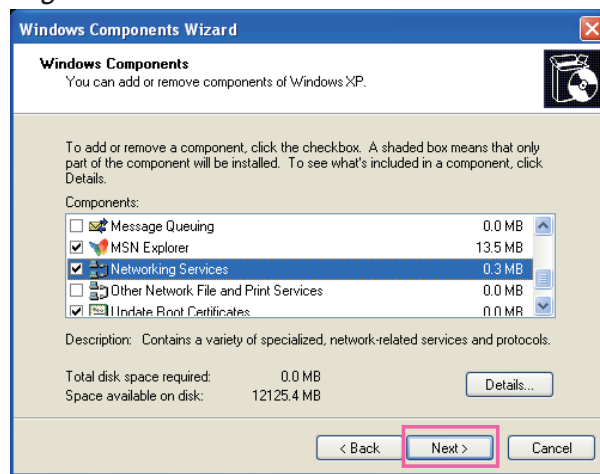 Windows Components Wizard
Windows Components
You can add or remove components of Windows XP.
To add or remove a component, click the checkbox. A shaded box means that only
part of the component will be installed. To see what's included in a component, click
Details.
Components:
Message Queuing 0.0 MB
MSN Explorer 13.5 MB
Networking Services 0.3 MB
Other Network File and Print Services 0.0 MB
Update Root Certificates 0.0 MB
Description: Contains a variety of specialized, network-related services and protocols.
Total disk space required: 0.0 MB
Space available on disk: 12125.4 MB
Details...
< Back Next > Cancel